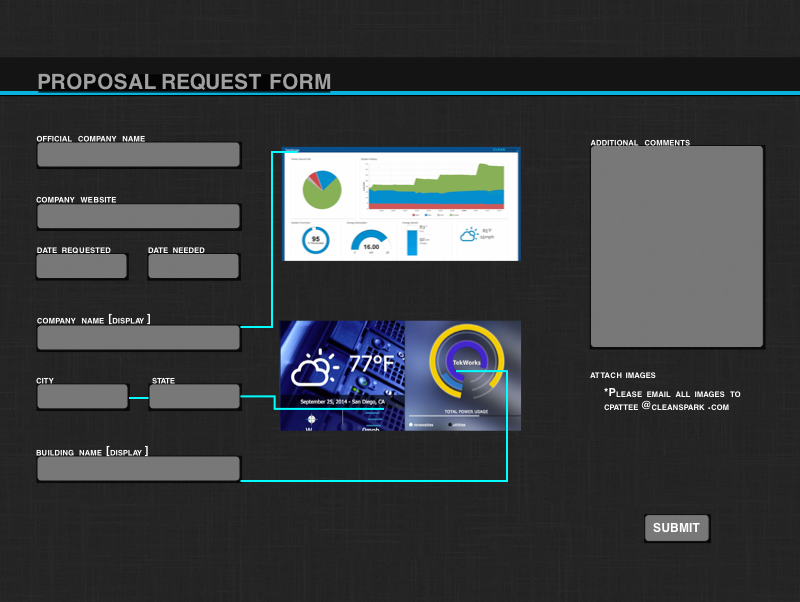 PROPOSAL REQUEST FORM
OFFICIAL COMPANY NAME
COMPANY WEBSITE
DATE REQUESTED
DATE NEEDED
COMPANY NAME [DISPLAY]
CITY
STATE
BUILDING NAME [DISPLAY]
95
16.00
77°F
September 25, 2014 - San Diego, CA
W
TekWorks
TOTAL POWER USAGE
ADDITIONAL COMMENTS
ATTACH IMAGES
*PLEASE EMAIL ALL IMAGES TO
CPATTEE @CLEANSPARK.COM
SUBMIT